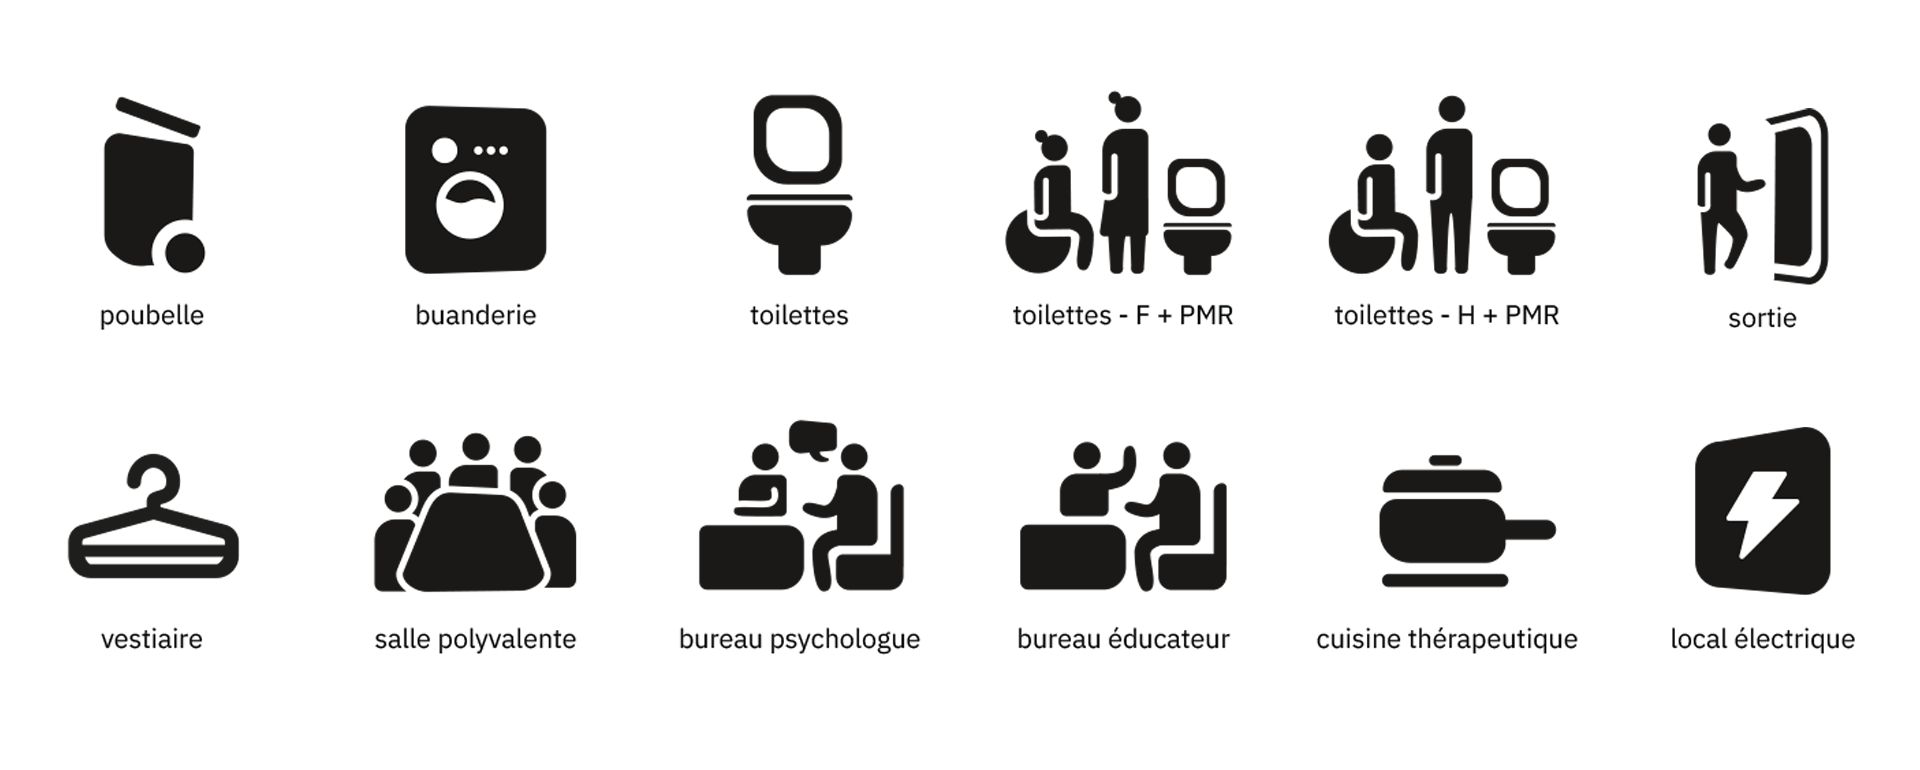 poubelle
buanderie
toilettes
toilettes - F + PMR
toilettes - H + PMR
sortie
vestiaire
salle polyvalente
bureau psychologue
bureau éducateur
cuisine thérapeutique
local électrique